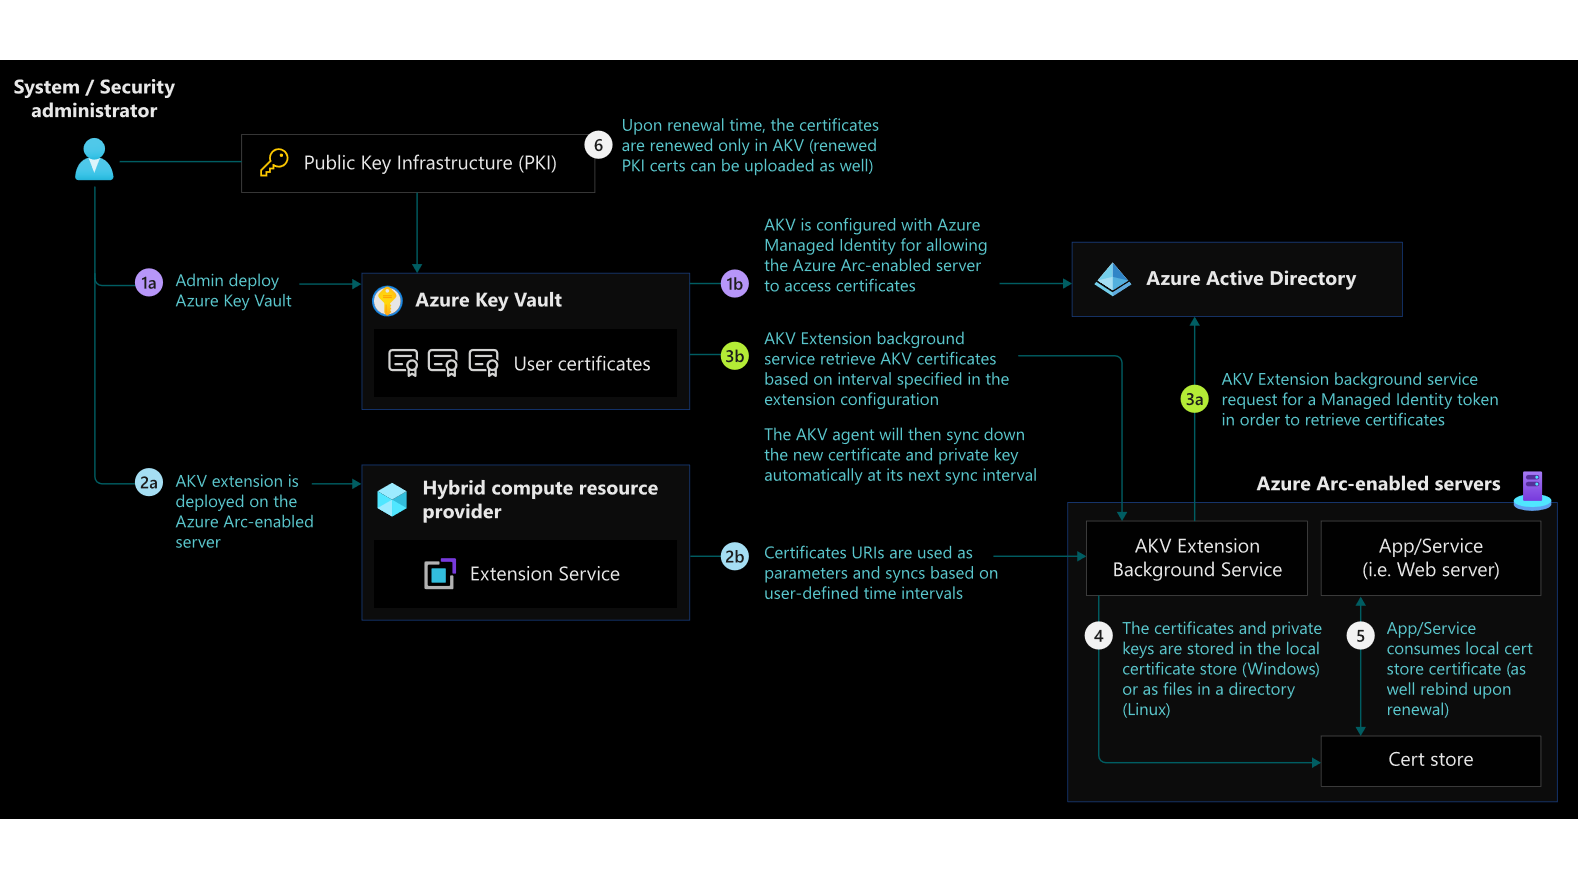 System / Security
administrator
Public Key Infrastructure (PKI)
6
Upon renewal time, the certificates
are renewed only in AKV (renewed
PKI certs can be uploaded as well)
1a
Admin deploy
Azure Key Vault
Azure Key Vault
User certificates
1b
AKV is configured with Azure
Managed Identity for allowing
the Azure Arc-enabled server
to access certificates
Azure Active Directory
3b
AKV Extension background
service retrieve AKV certificates
based on interval specified in the
extension configuration
The AKV agent will then sync down
the new certificate and private key
automatically at its next sync interval
3a
AKV Extension background service
request for a Managed Identity token
in order to retrieve certificates
2a
AKV extension is
deployed on the
Azure Arc-enabled
server
Hybrid compute resource
provider
Extension Service
2b
Certificates URIs are used as
parameters and syncs based on
user-defined time intervals
Azure Arc-enabled servers
AKV Extension
Background Service
App/Service
(i.e. Web server)
4
The certificates and private
keys are stored in the local
certificate store (Windows)
or as files in a directory
(Linux)
5
App/Service
consumes local cert
store certificate (as
well rebind upon
renewal)
Cert store